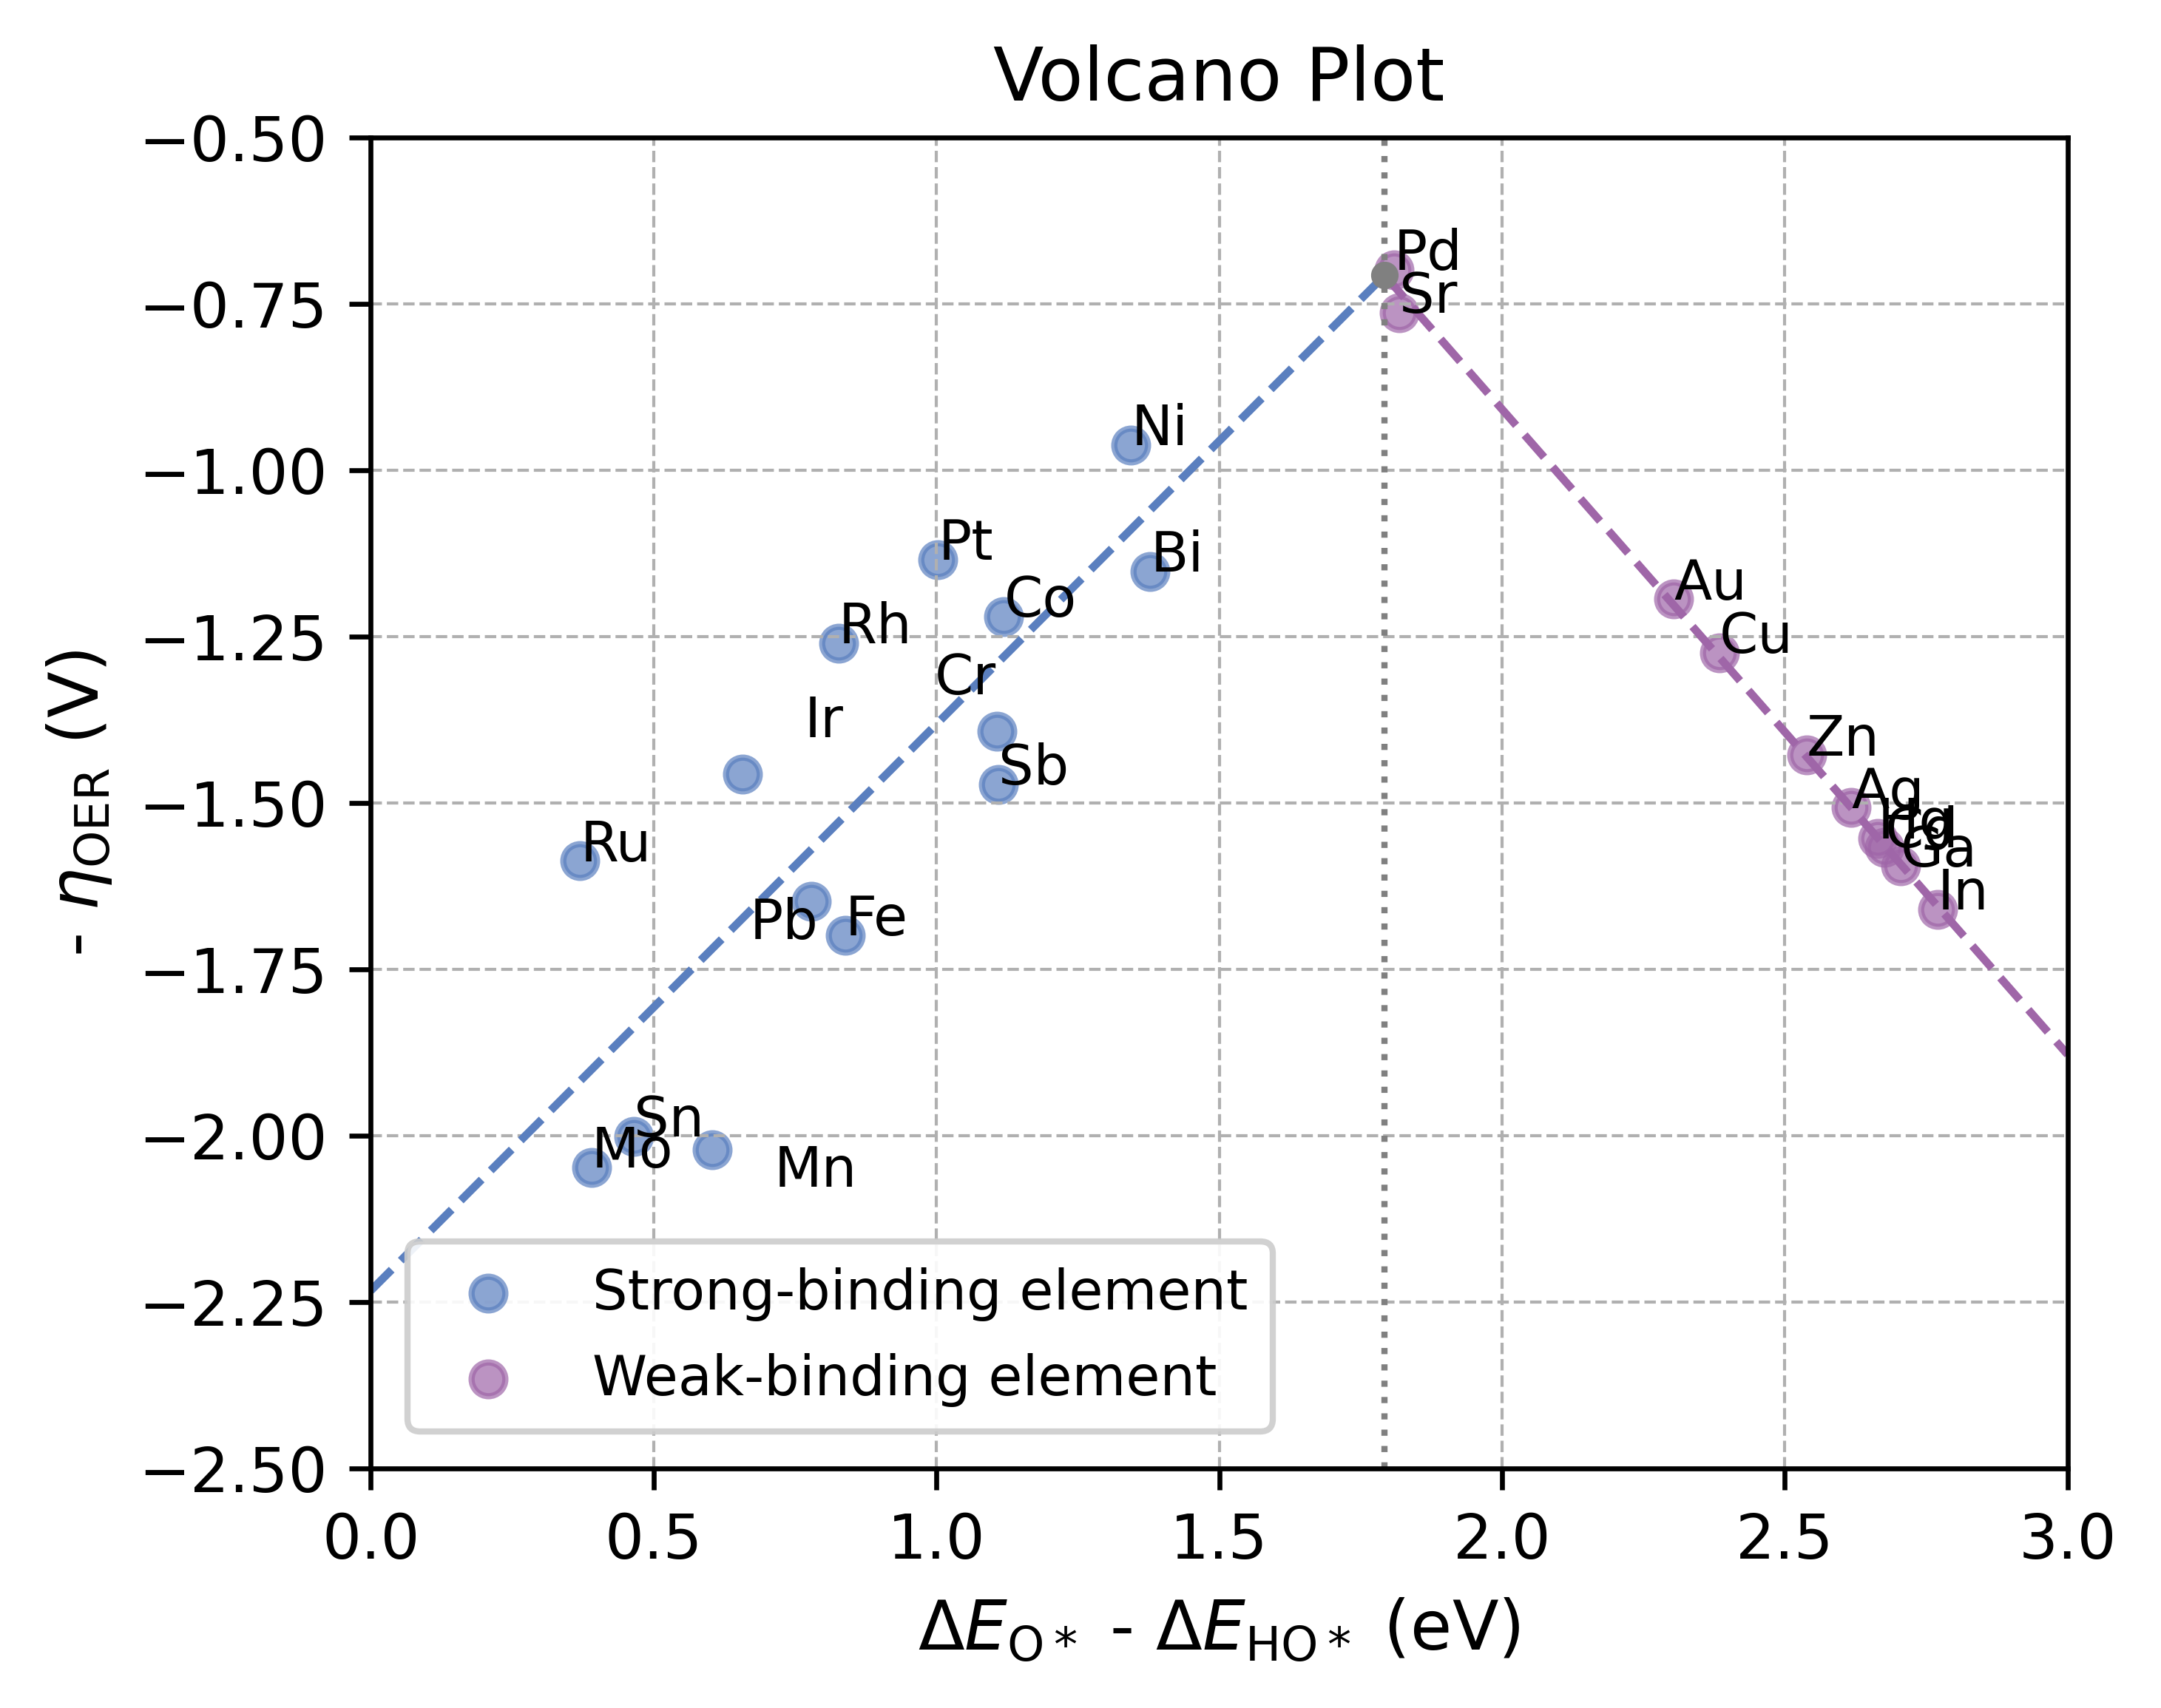 Volcano Plot
−0.50
−0.75
−1.00
−1.25
−1.50
−1.75
−2.00
−2.25
−2.50
- ηOER (V)
Pd
Sr
Ni
Pt
Bi
Co
Rh
Au
Cu
Cr
Ir
Zn
Sb
Ag
Hg
Ga
Ru
In
Pb
Fe
Sn
Mo
Mn
Strong-binding element
Weak-binding element
0.0 0.5 1.0 1.5 2.0 2.5 3.0
ΔEO* - ΔEHO* (eV)